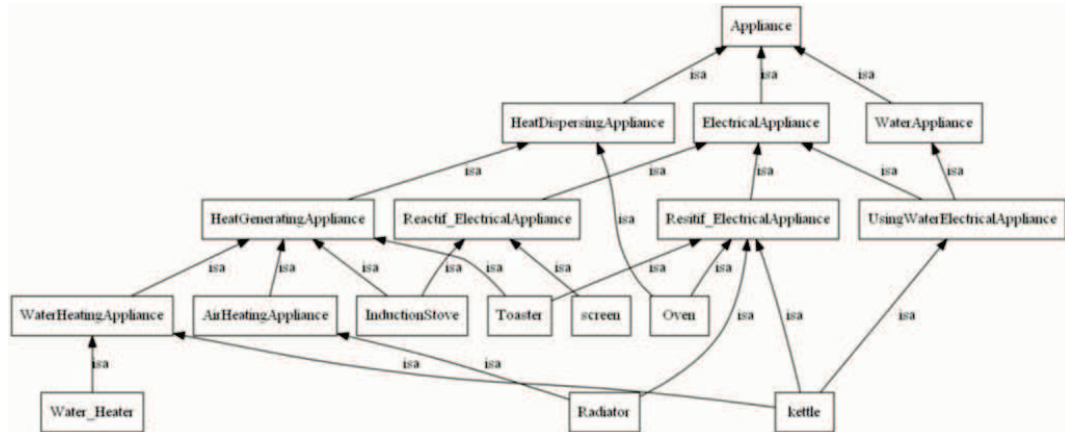 Appliance
isa
isa
isa
HeatDispersingAppliance
ElectricalAppliance
WaterAppliance
isa
isa
isa
isa
isa
HeatGeneratingAppliance
Reactif_ElectricalAppliance
Resitif_ElectricalAppliance
UsingWaterElectricalAppliance
isa
isa
isa
isa
isa
isa
isa
isa
isa
WaterHeatingAppliance
AirHeatingAppliance
InductionStove
Toaster
screen
Oven
isa
isa
isa
isa
isa
isa
Water_Heater
Radiator
kettle